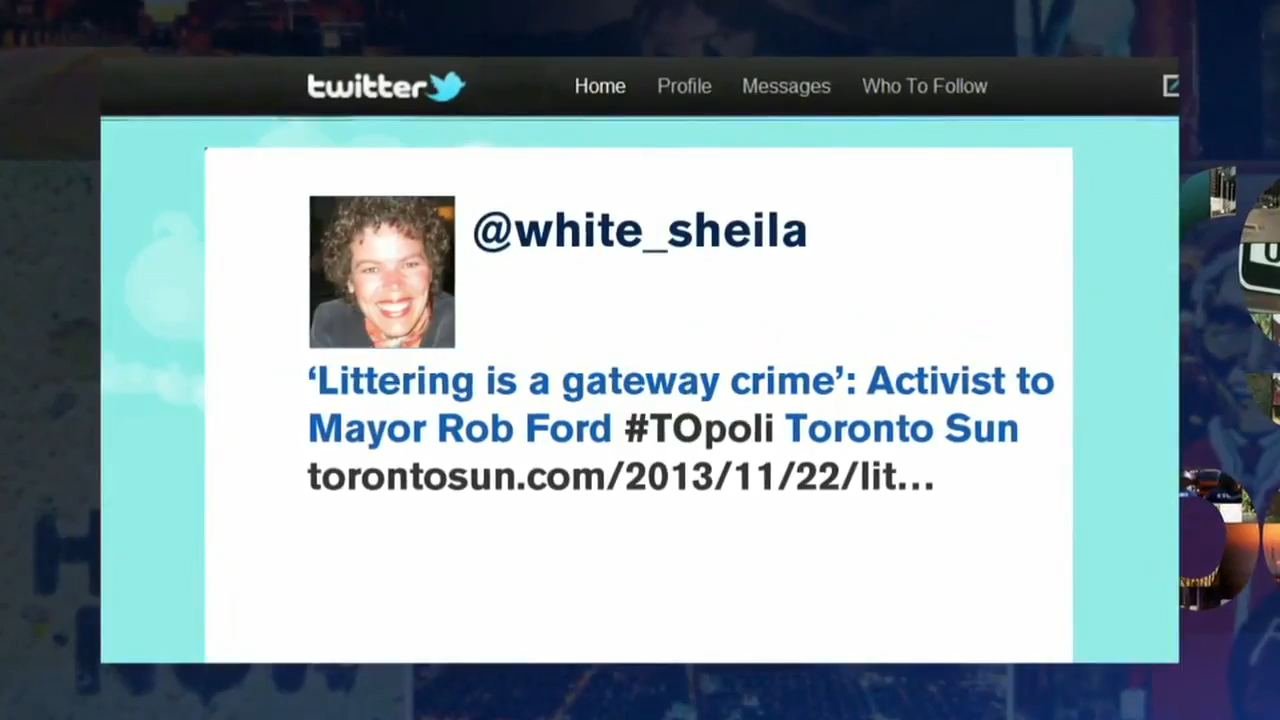 twitter Home Profile Messages Who To Follow
@white_sheila
‘Littering is a gateway crime’: Activist to
Mayor Rob Ford #TOpoli Toronto Sun
torontosun.com/2013/11/22/lit...